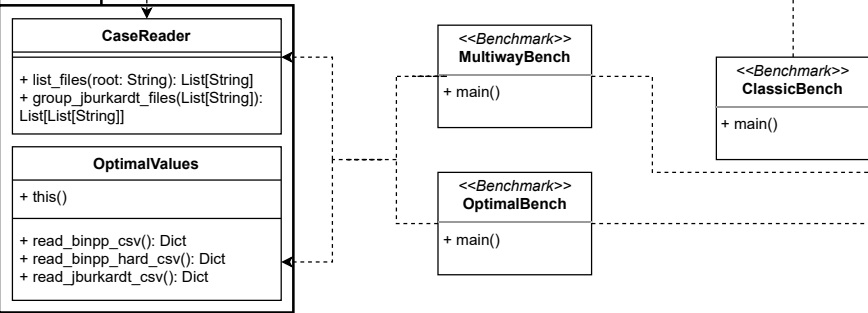 CaseReader
+ list_files(root: String): List[String]
+ group_jburkardt_files(List[String]):
List[List[String]]
OptimalValues
+ this()
+ read_binpp_csv(): Dict
+ read_binpp_hard_csv(): Dict
+ read_jburkardt_csv(): Dict
<<Benchmark>>
MultiwayBench
+ main()
<<Benchmark>>
OptimalBench
+ main()
<<Benchmark>>
ClassicBench
+ main()